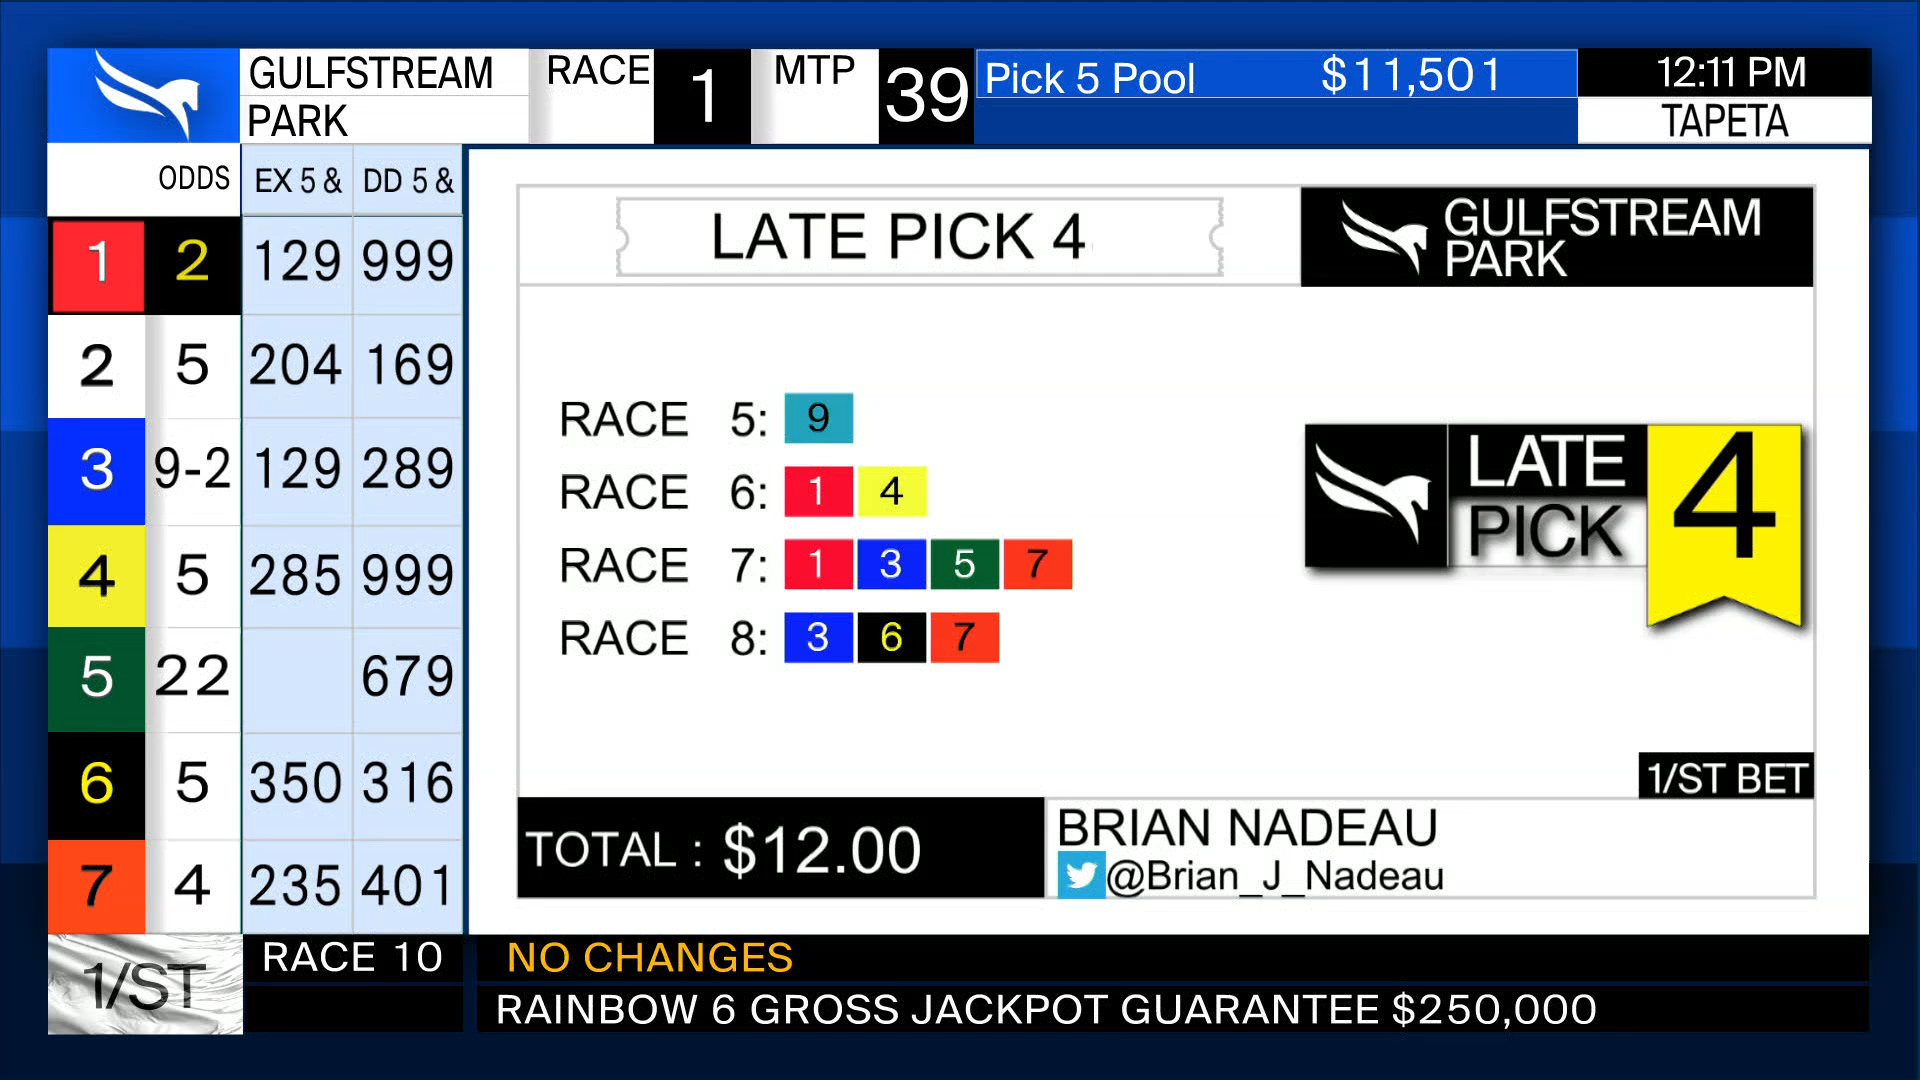 GULFSTREAM PARK RACE 1 MTP 39 Pick 5 Pool $11,501 12:11 PM
TAPETA
ODDS EX 5 & DD 5 &
1 2 129 999
2 5 204 169
3 9-2 129 289
4 5 285 999
5 22 679
6 5 350 316
7 4 235 401
LATE PICK 4
GULFSTREAM
PARK
RACE 5: 9
RACE 6: 1 4
RACE 7: 1 3 5 7
RACE 8: 3 6 7
LATE
PICK
4
1/ST BET
TOTAL : $12.00
BRIAN NADEAU
@Brian_J_Nadeau
1/ST
RACE 10 NO CHANGES
RAINBOW 6 GROSS JACKPOT GUARANTEE $250,000